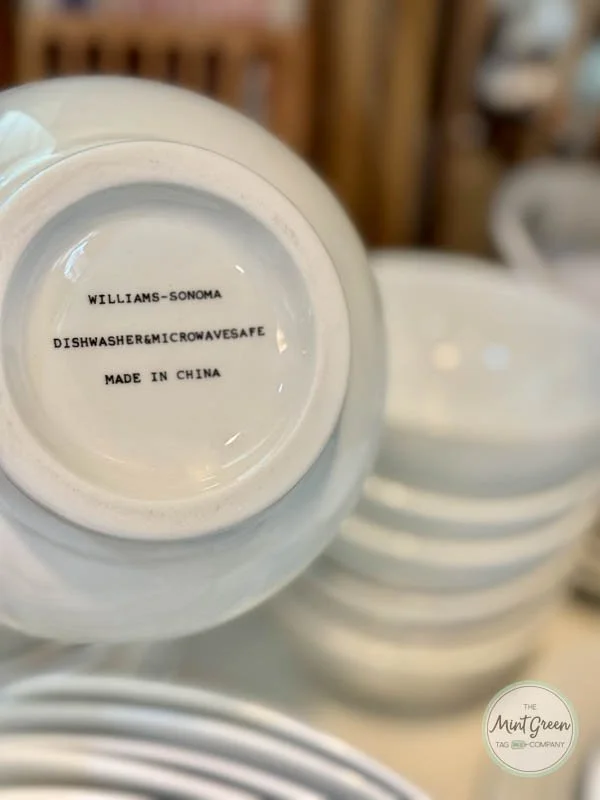 WILLIAMS-SONOMA
DISHWASHER&MICROWAVESAFE
MADE IN CHINA
THE
Mint Green
TAG COMPANY